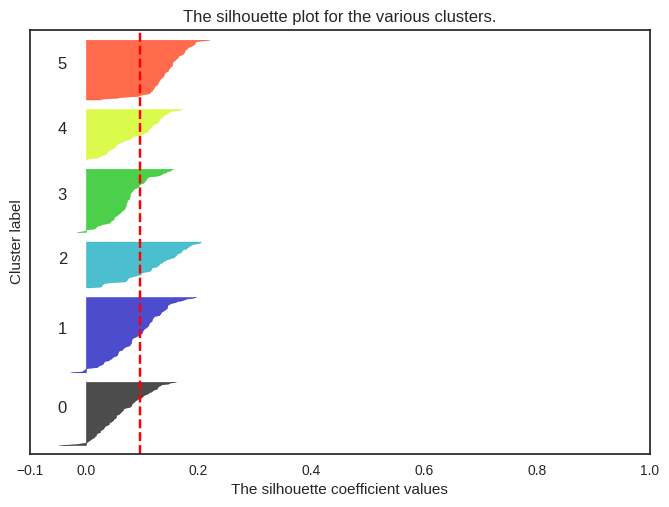 The silhouette plot for the various clusters.
5
4
3
2
1
0
Cluster label
−0.1 0.0 0.2 0.4 0.6 0.8 1.0
The silhouette coefficient values